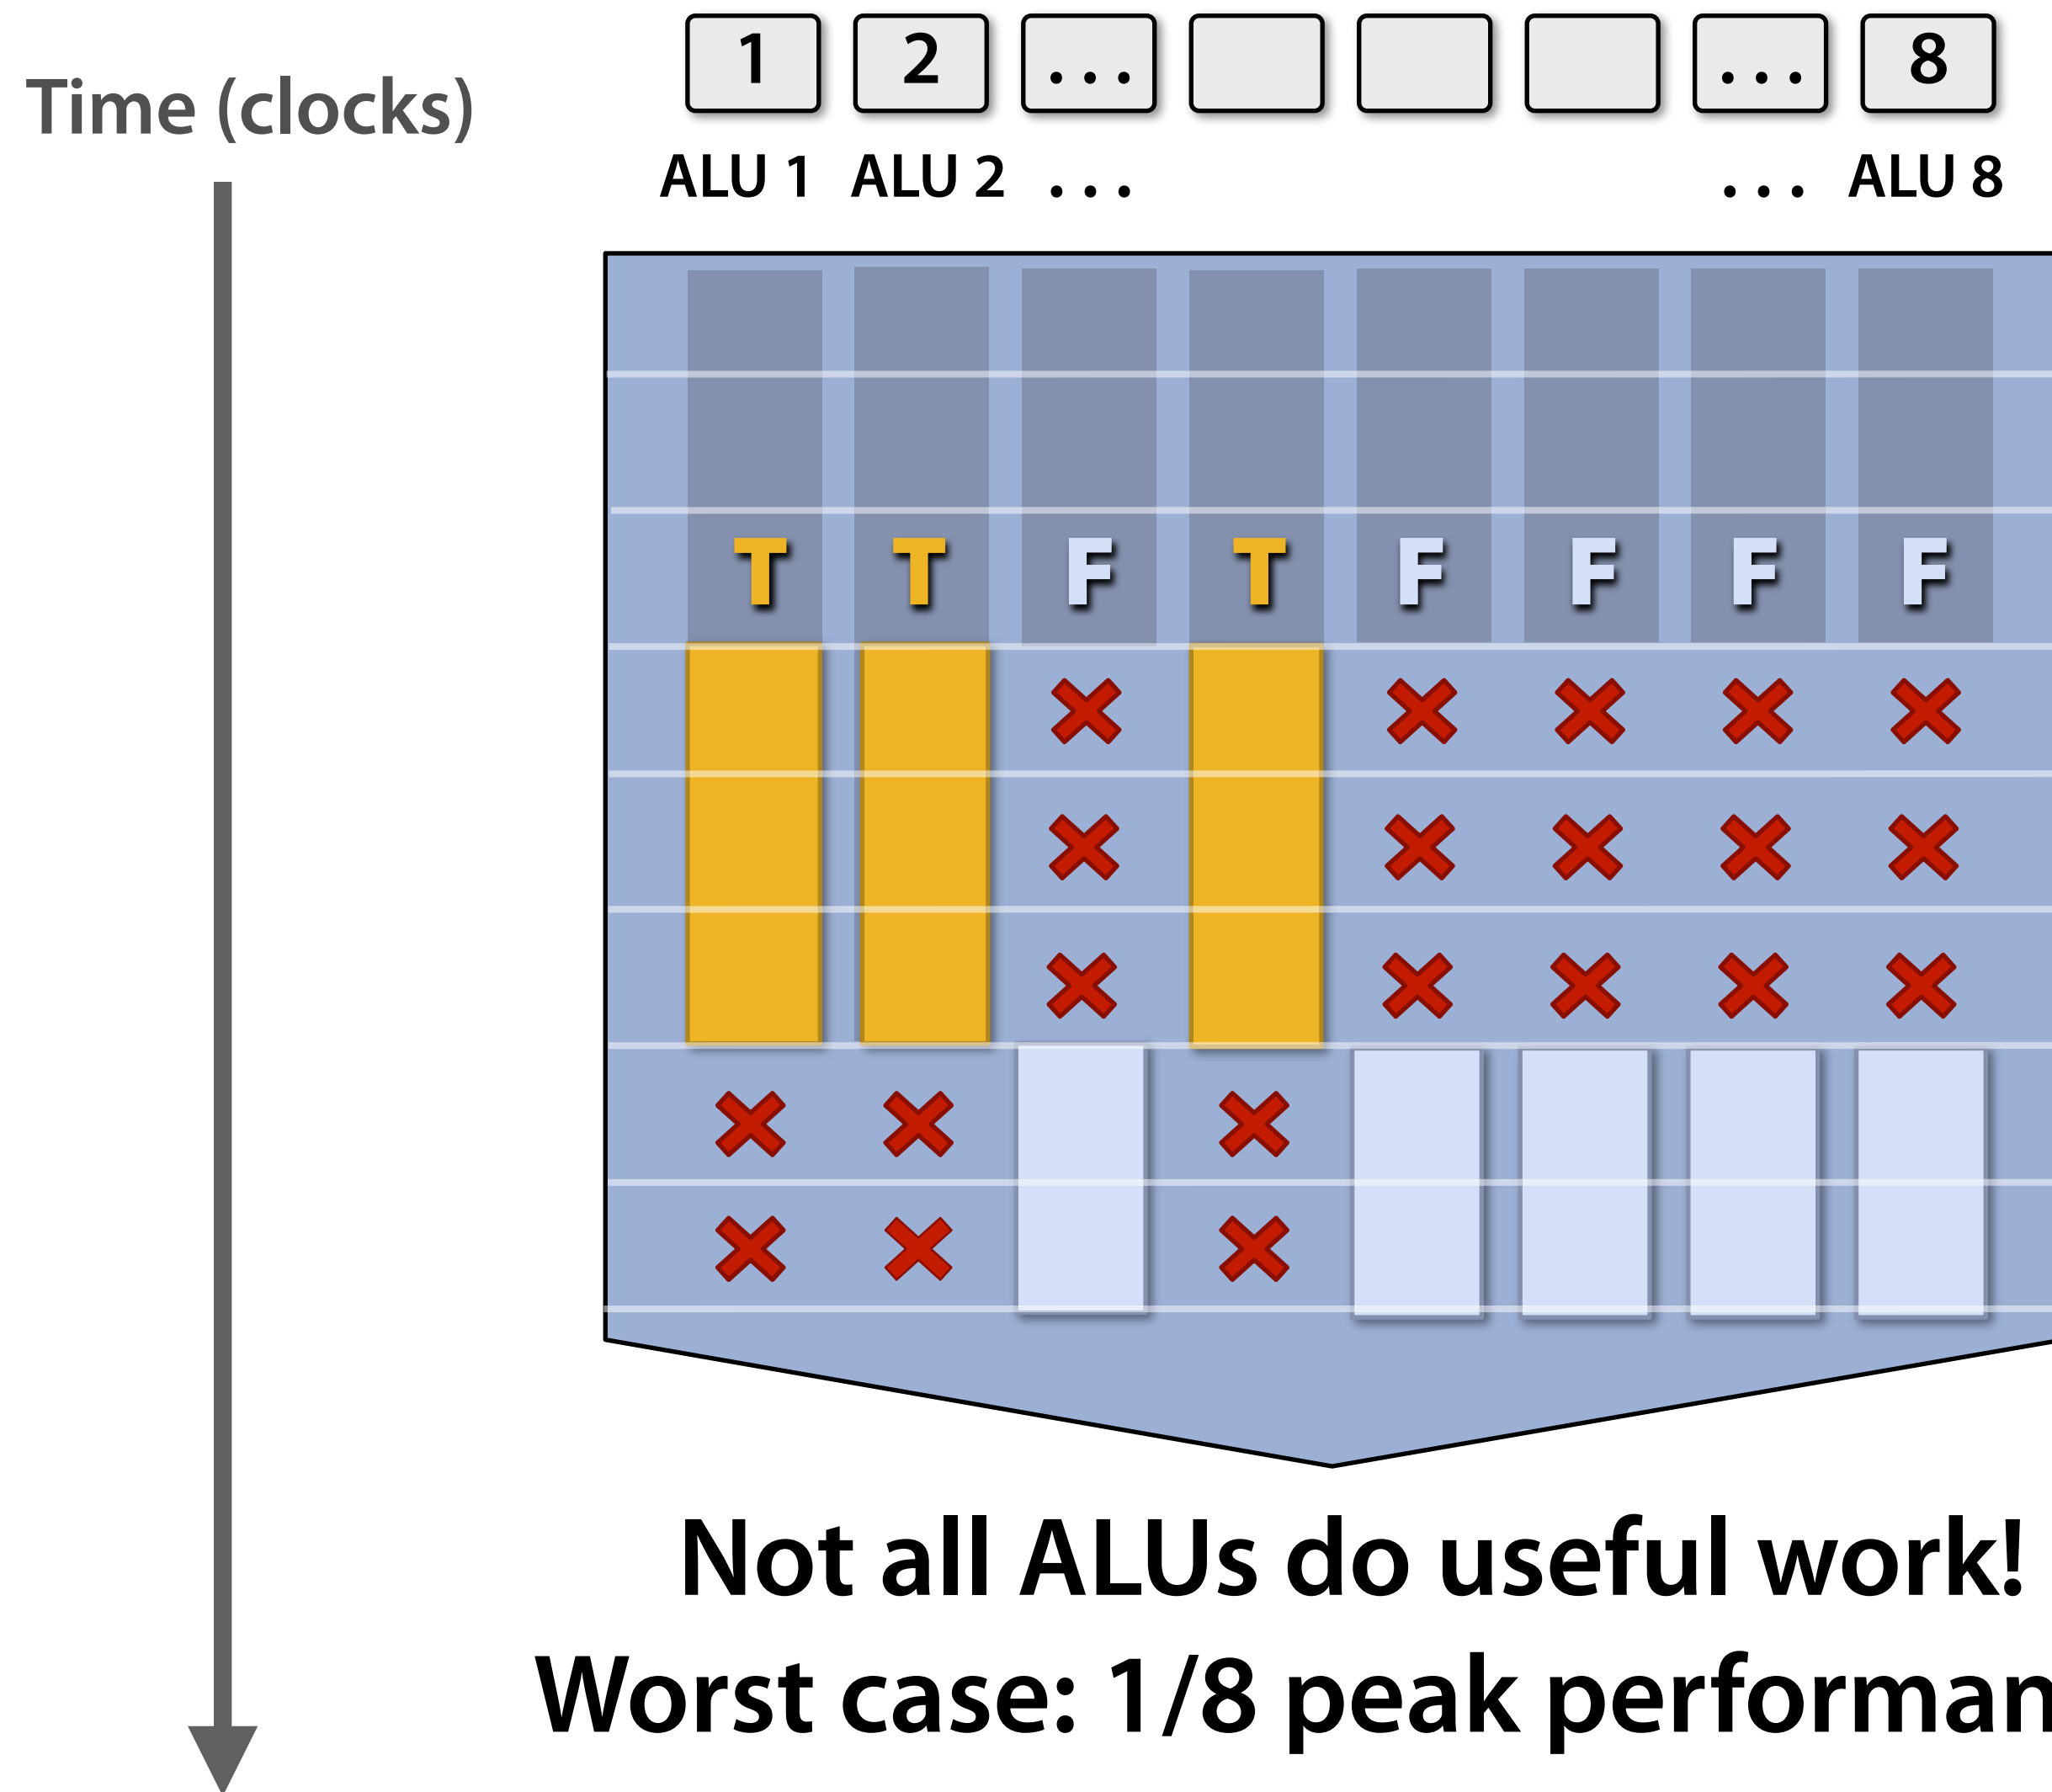 1 2 ... ... 8
Time (clocks)
ALU 1 ALU 2 ... ... ALU 8
T T F T F F F F
Not all ALUs do useful work!
Worst case: 1/8 peak